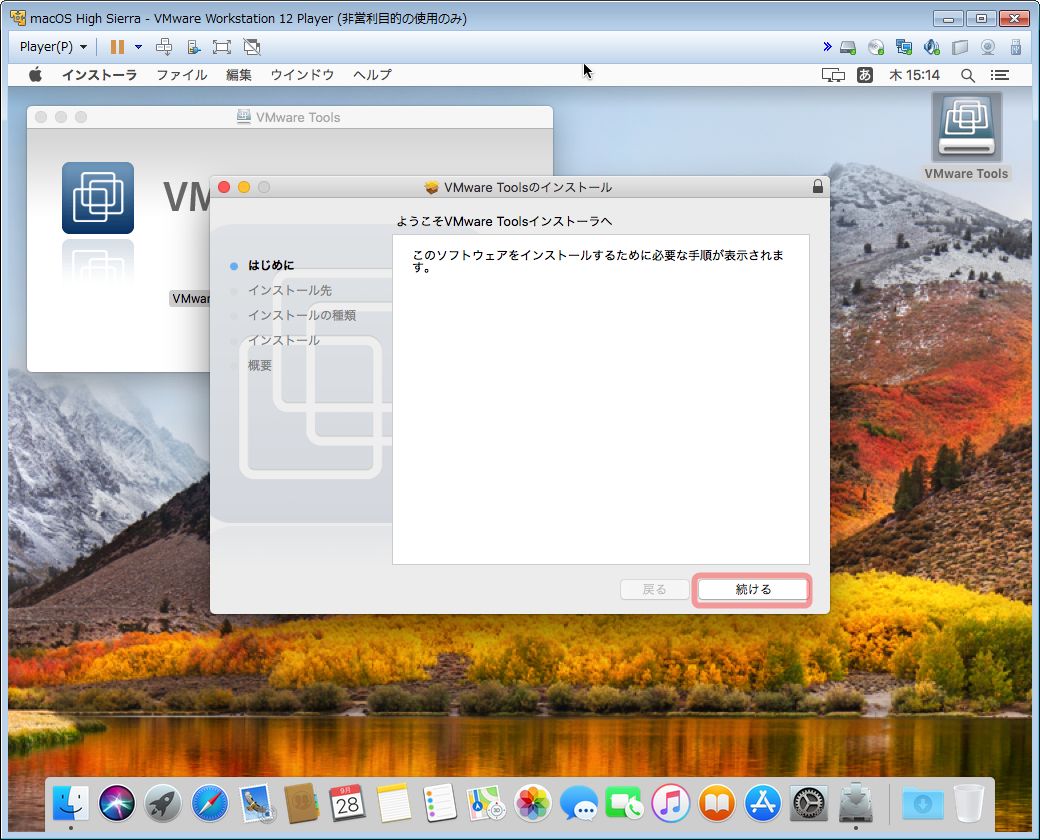 macOS High Sierra - VMware Workstation 12 Player (非営利目的の使用のみ)
Player(P)
インストーラ ファイル 編集 ウインドウ ヘルプ
あ 木 15:14
VMware Tools
VM
VMwar
VMware Tools
VMware Toolsのインストール
ようこそVMware Toolsインストーラへ
はじめに
インストール先
インストールの種類
インストール
概要
このソフトウェアをインストールするために必要な手順が表示されま
す。
戻る
続ける
9月
28